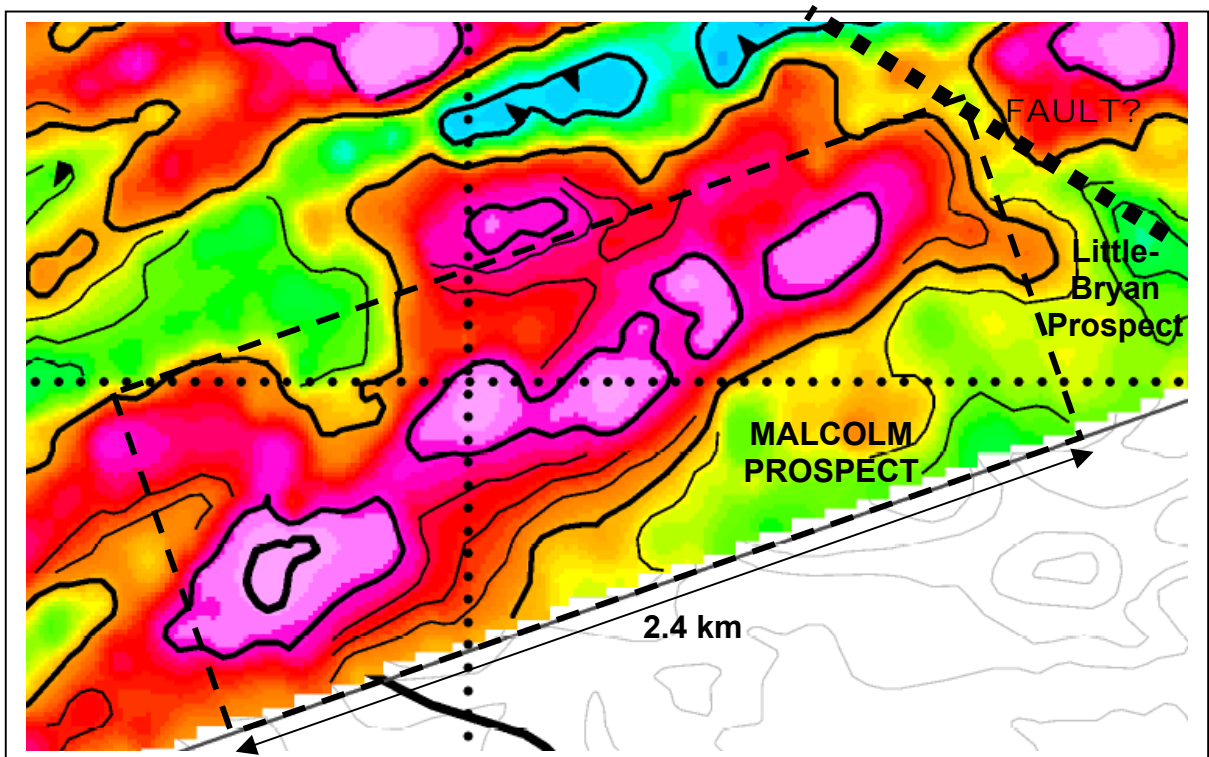 FAULT?
Little-
Bryan
Prospect
MALCOLM
PROSPECT
2.4 km